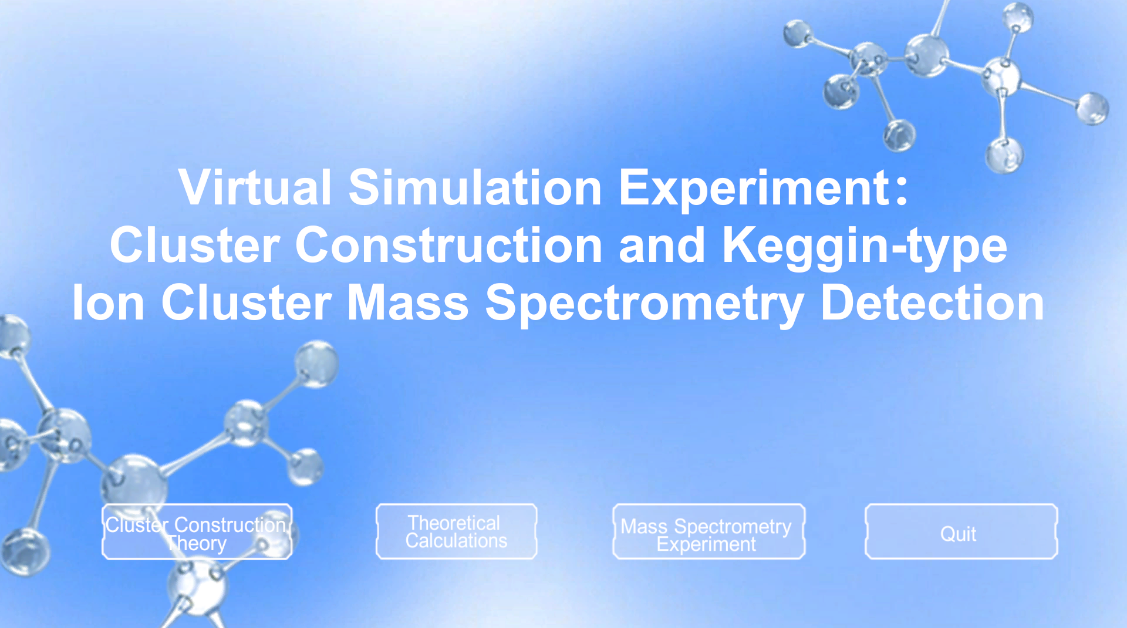 Virtual Simulation Experiment：
Cluster Construction and Keggin-type
Ion Cluster Mass Spectrometry Detection
Cluster Construction
Theory
Theoretical
Calculations
Mass Spectrometry
Experiment
Quit